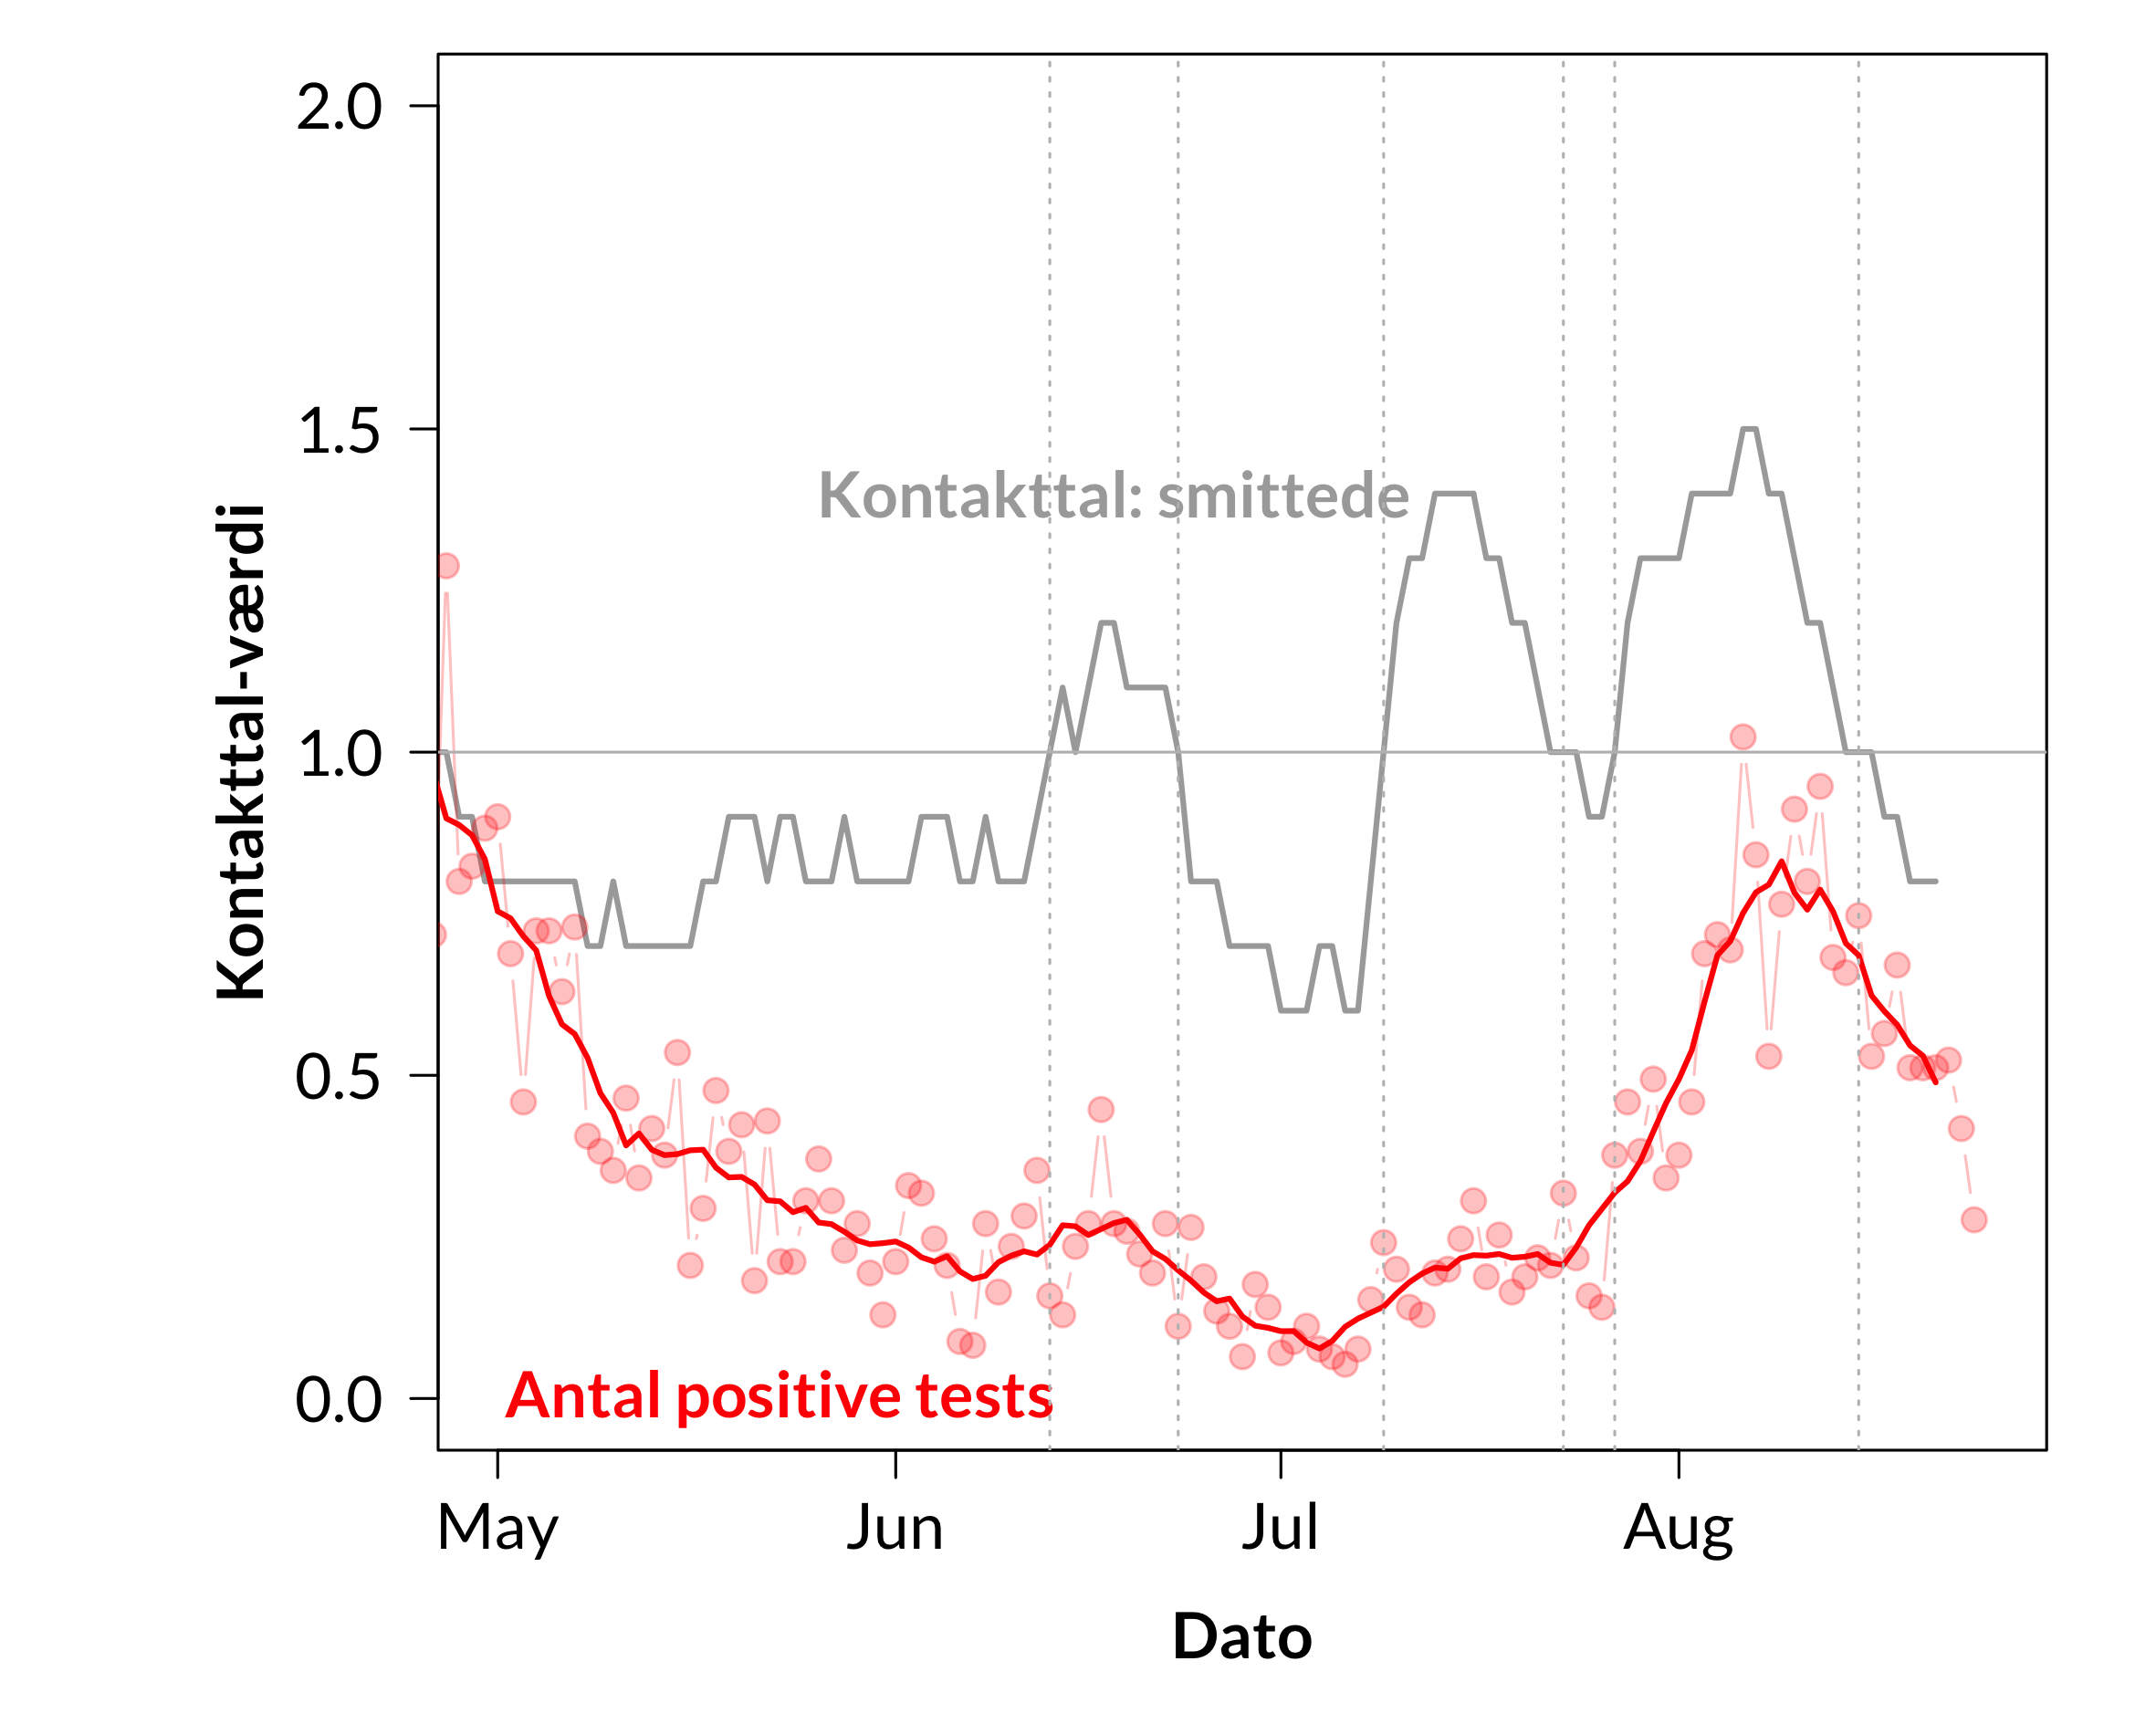 2.0
1.5
Kontakttal: smittede
Kontakttal-værdi
1.0
0.5
0.0
Antal positive tests
May Jun Jul Aug
Dato